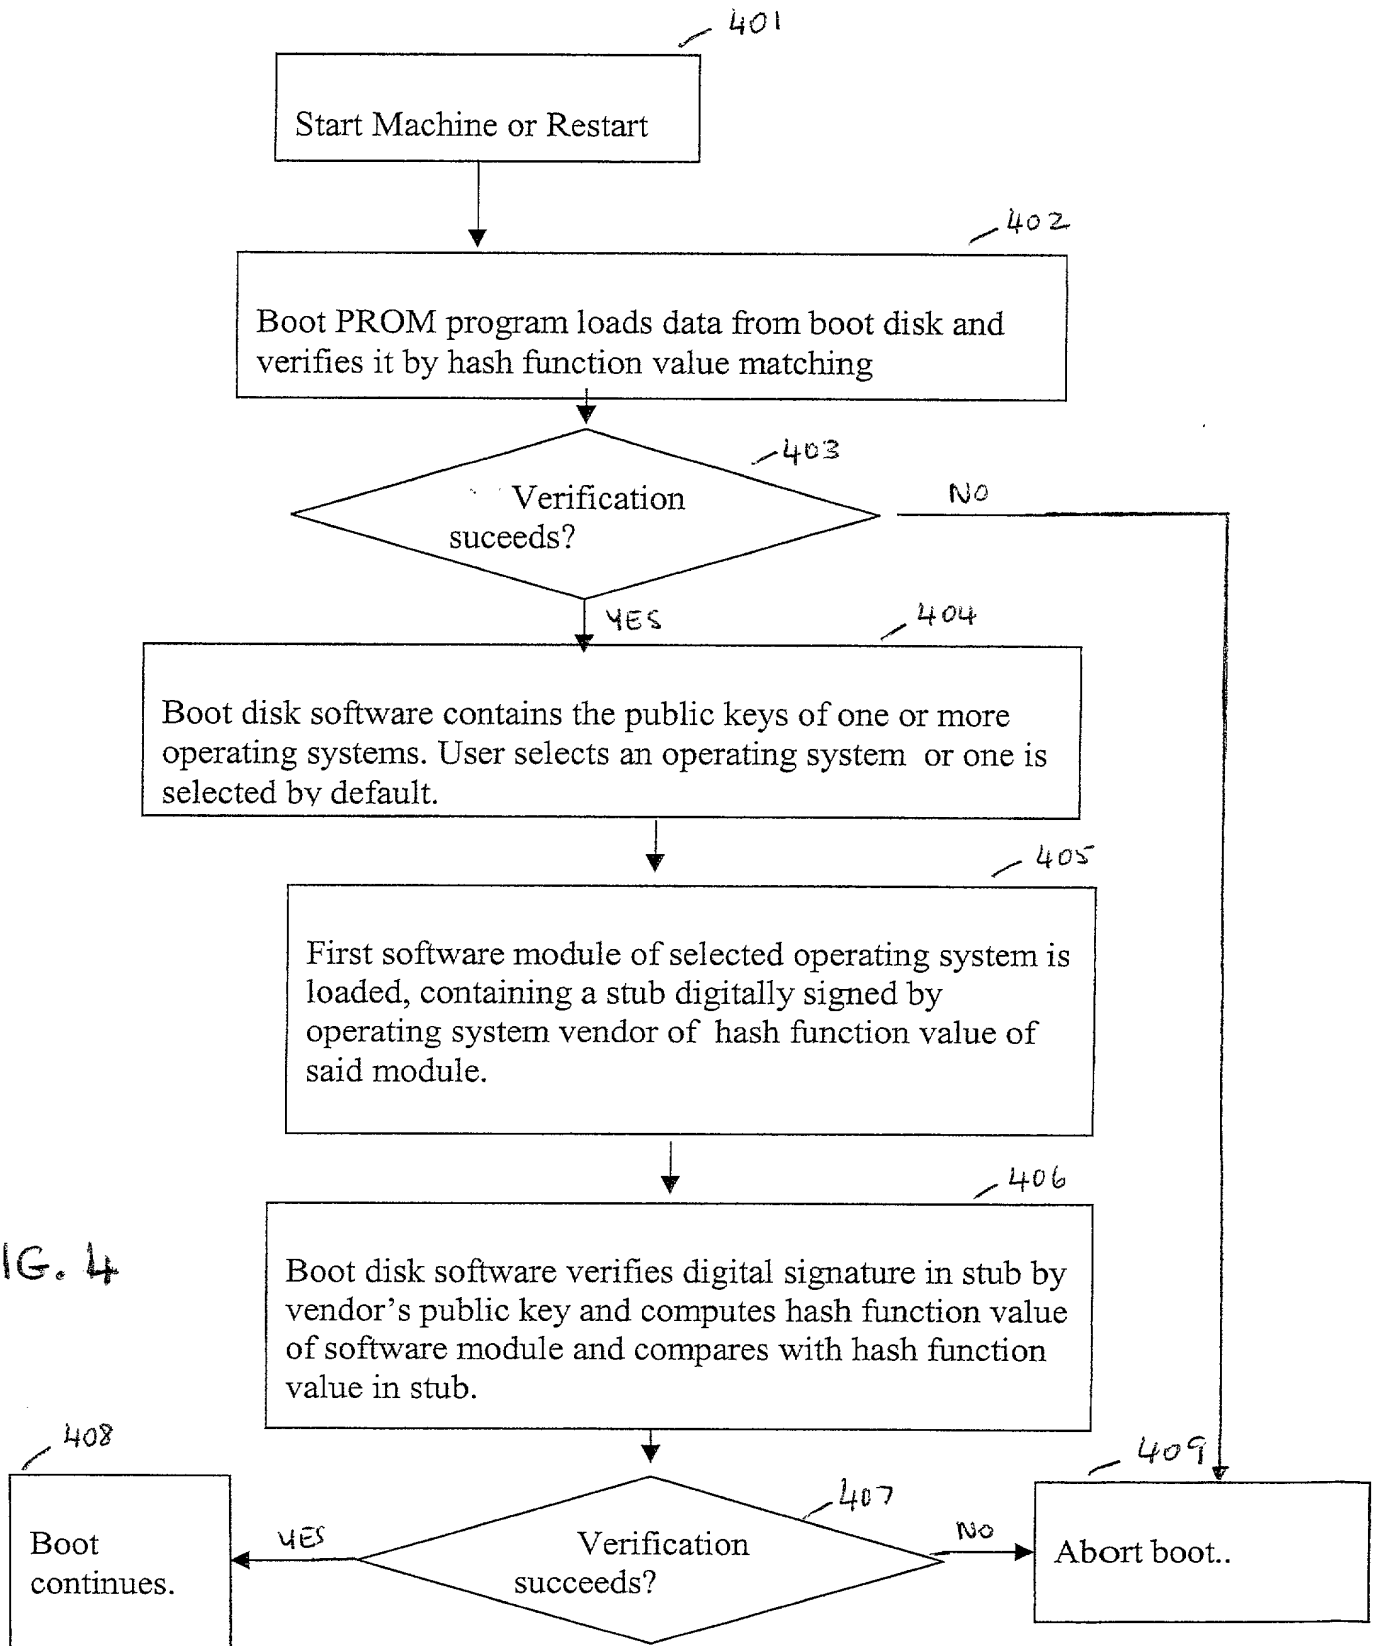 401
Start Machine or Restart
402
Boot PROM program loads data from boot disk and
verifies it by hash function value matching
403
Verification
suceeds?
NO
YES
404
Boot disk software contains the public keys of one or more
operating systems. User selects an operating system or one is
selected by default.
405
First software module of selected operating system is
loaded, containing a stub digitally signed by
operating system vendor of hash function value of
said module.
406
IG. 4
Boot disk software verifies digital signature in stub by
vendor's public key and computes hash function value
of software module and compares with hash function
value in stub.
408
409
407
Boot
continues.
YES
Verification
succeeds?
NO
Abort boot..